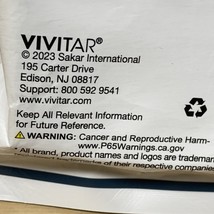 VIVITAR®
© 2023 Sakar International
195 Carter Drive
Edison, NJ 08817
Support: 800 592 9541
www.vivitar.com
Keep All Relevant Information
for Future Reference.
⚠ WARNING: Cancer and Reproductive Harm-
www.P65Warnings.ca.gov
* All brand, product names and logos are trademark